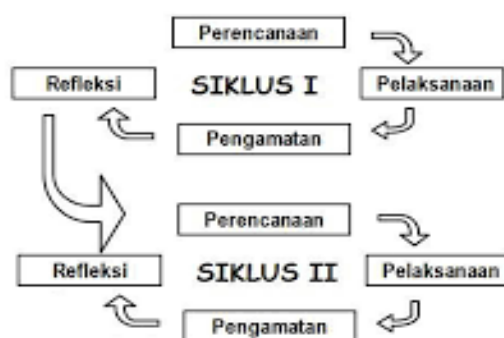 Perencanaan
Refleksi SIKLUS I Pelaksanaan
Pengamatan
Perencanaan
Refleksi SIKLUS II Pelaksanaan
Pengamatan